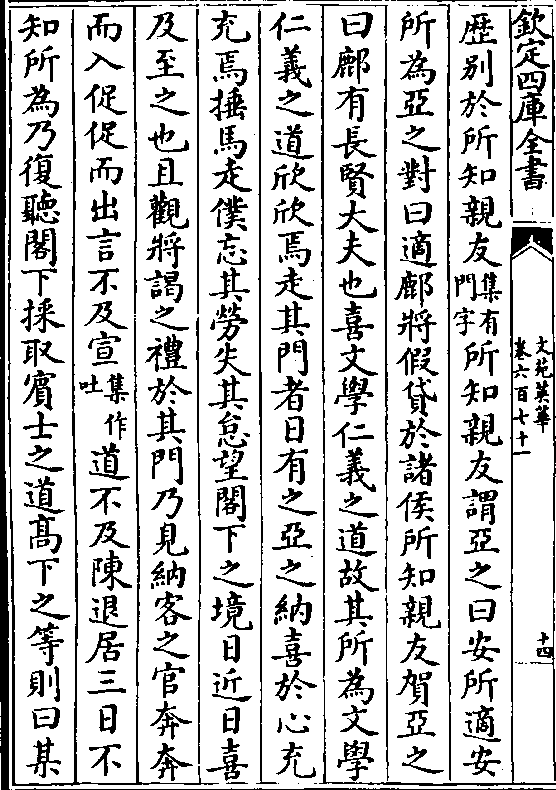 欽定四庫全書
文苑英華
卷六百七十一
十四
歴别於所知親友集有門字所知親友謂亞之曰安所適安
所為亞之對曰適鄜將假貸於諸侯所知親友賀亞之
曰鄜有長賢大夫也喜文學仁義之道故其所為文學
仁義之道欣欣焉走其門者日有之亞之納喜於心充
充焉捶馬走僕忘其勞失其怠望閣下之境日近日喜
及至之也且觀將謁之禮於其門乃見納客之官奔奔
而入促促而出言不及宣集作吐道不及陳退居三日不
知所為乃復聽閣下採取賓士之道髙下之等則曰某